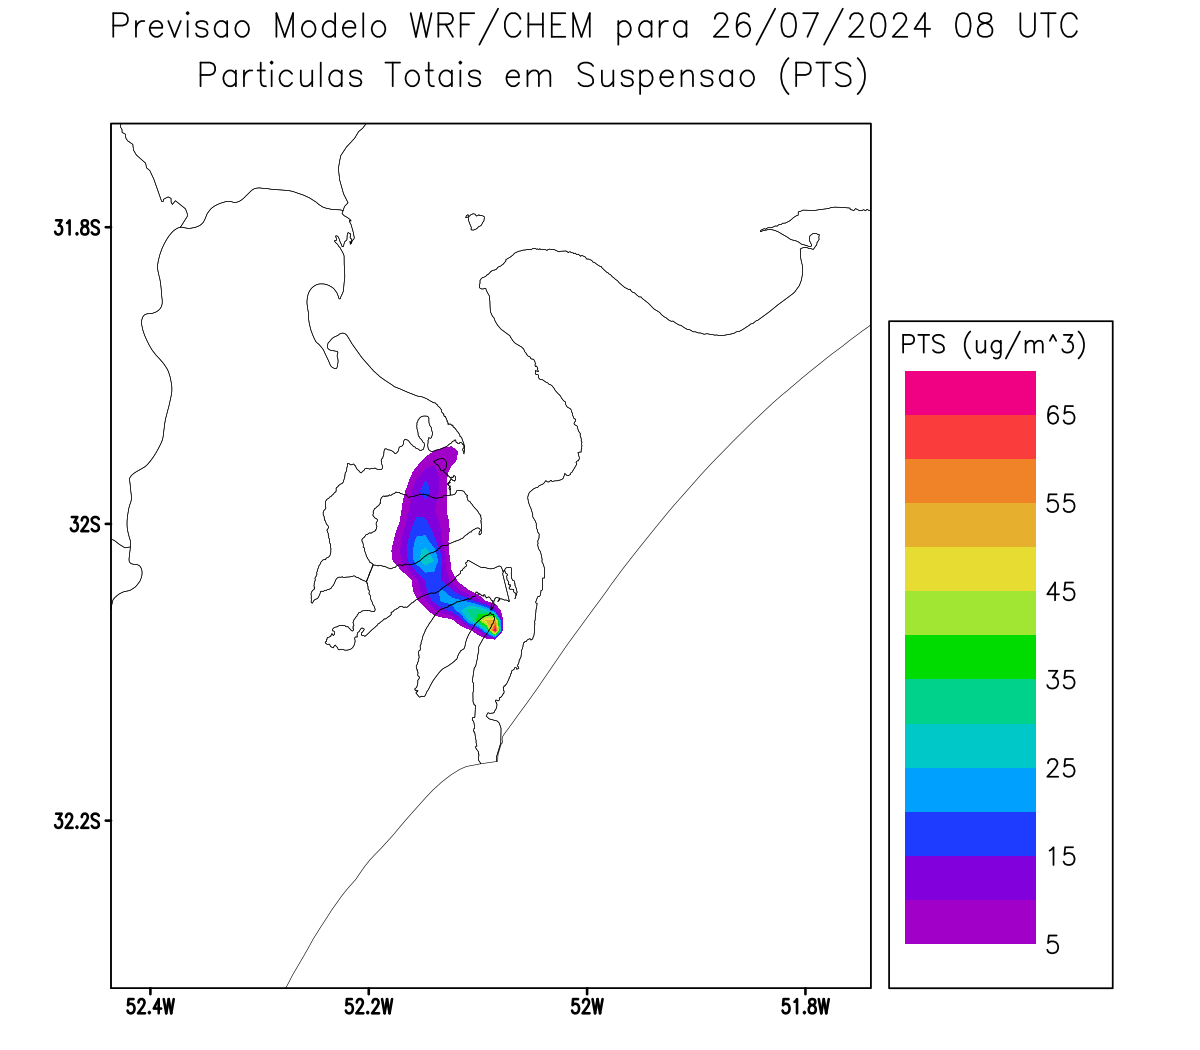 Previsao Modelo WRF/CHEM para 26/07/2024 08 UTC
Particulas Totais em Suspensao (PTS)
31.8S
32S
32.2S
52.4W
52.2W
52W
51.8W
PTS (ug/m^3)
65
55
45
35
25
15
5